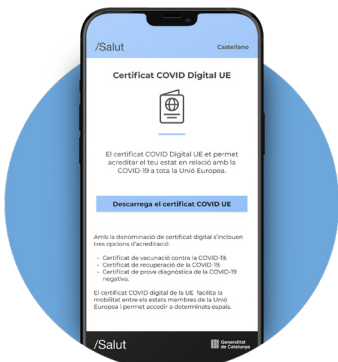 /Salut Castellano
Certificat COVID Digital UE
El certificat COVID Digital UE et permet
acreditar el teu estat en relació amb la
COVID-19 a tota la Unió Europea.
Descarrega el certificat COVID UE
Amb la denominació de certificat digital s'inclouen
tres opcions d'acreditació:
- Certificat de vacunació contra la COVID-19.
- Certificat de recuperació de la COVID-19.
- Certificat de prova diagnòstica de la COVID-19
negativa.
El certificat COVID digital de la UE facilita la
mobilitat entre els estats membres de la Unió
Europea i permet accedir a determinats espais.
/Salut Generalitat
de Catalunya